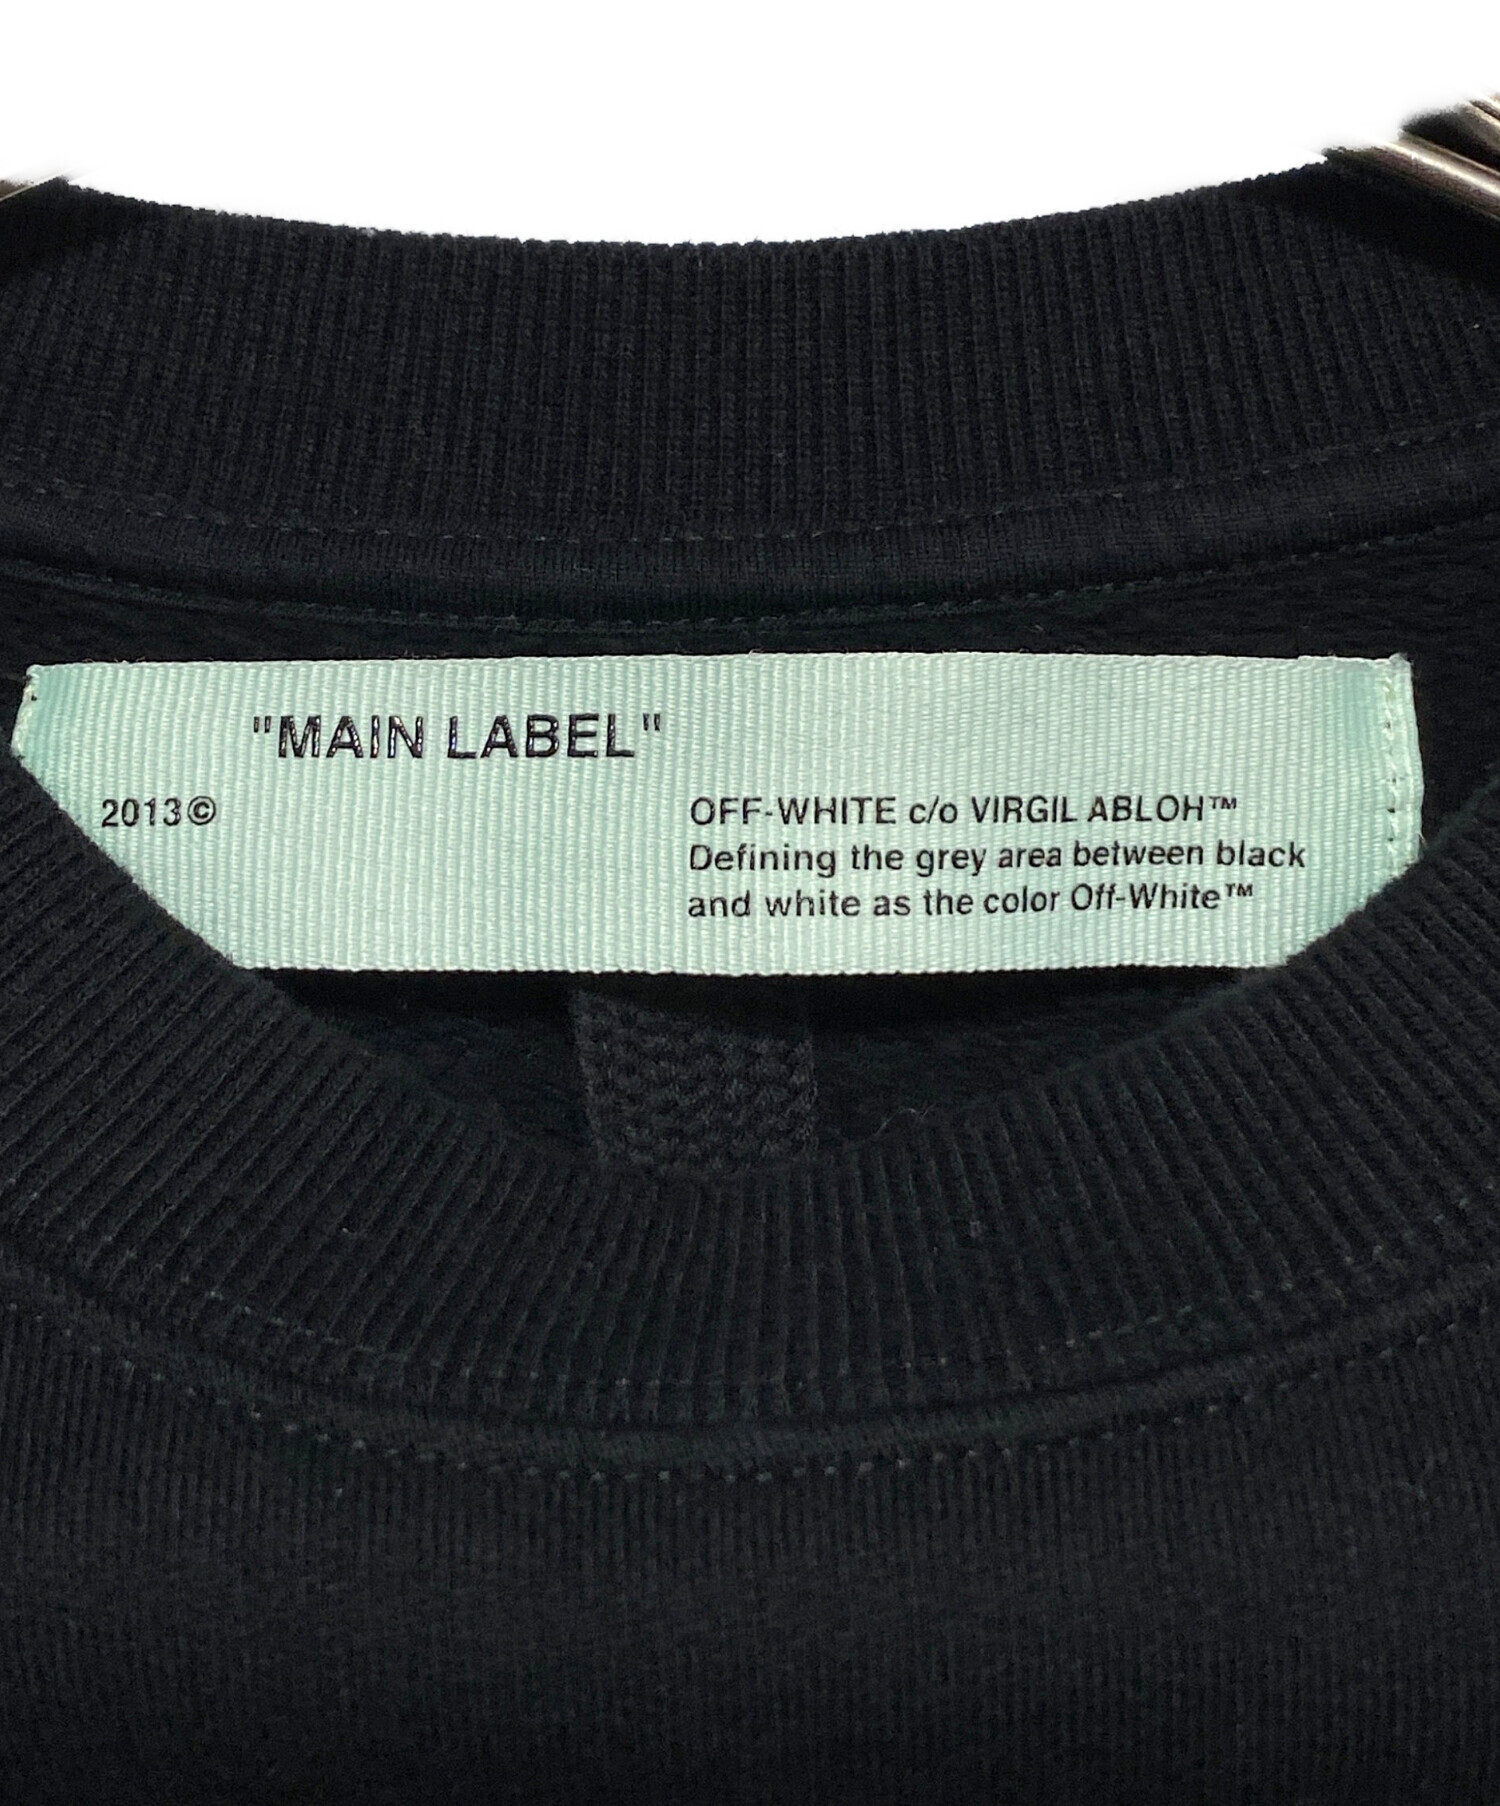 "MAIN LABEL"
2013©
OFF-WHITE c/o VIRGIL ABLOH™
Defining the grey area between black
and white as the color Off-White™